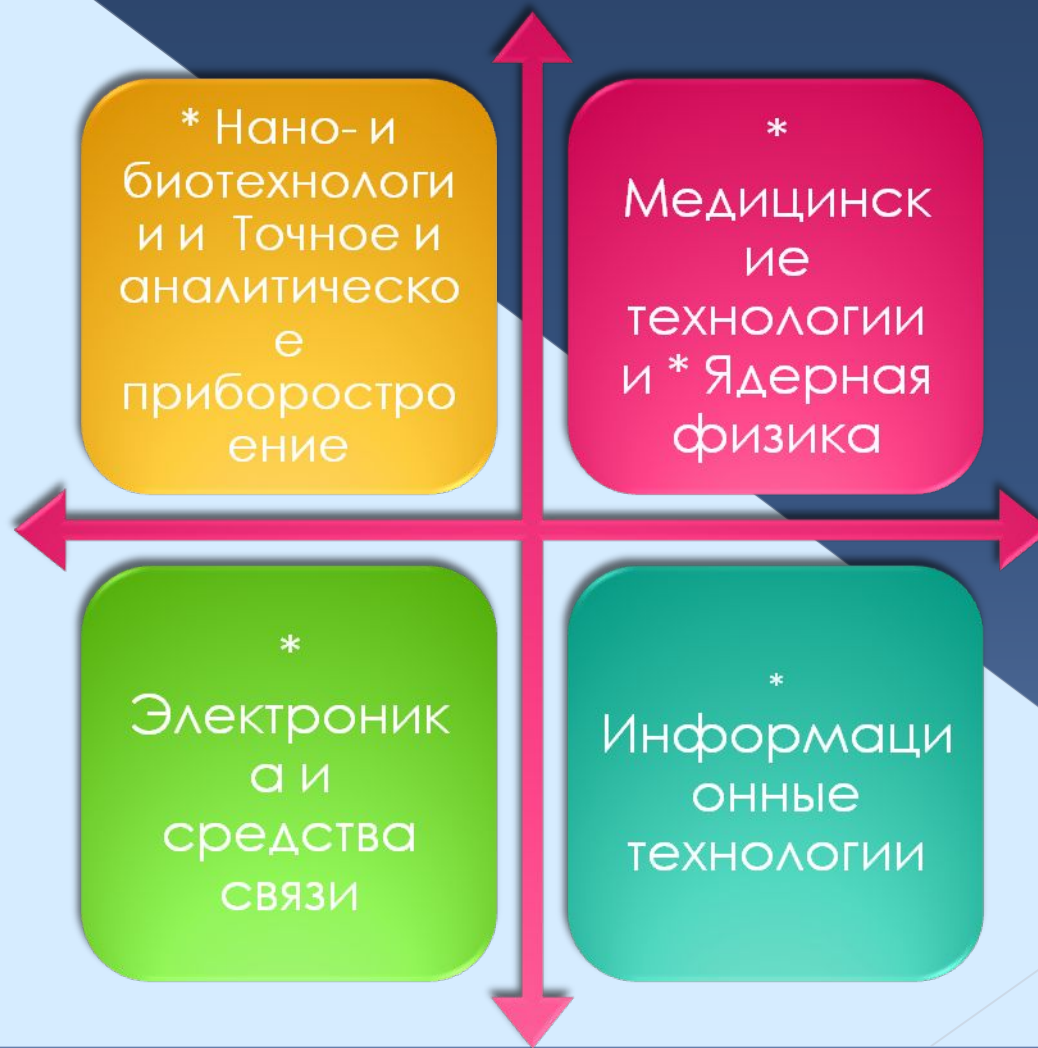 * Нано- и
биотехнологи
и и Точное и
аналитическо
е
приборостро
ение
*
Медицинск
ие
технологии
и * Ядерная
физика
*
Электроник
а и
средства
связи
*
Информаци
онные
технологии